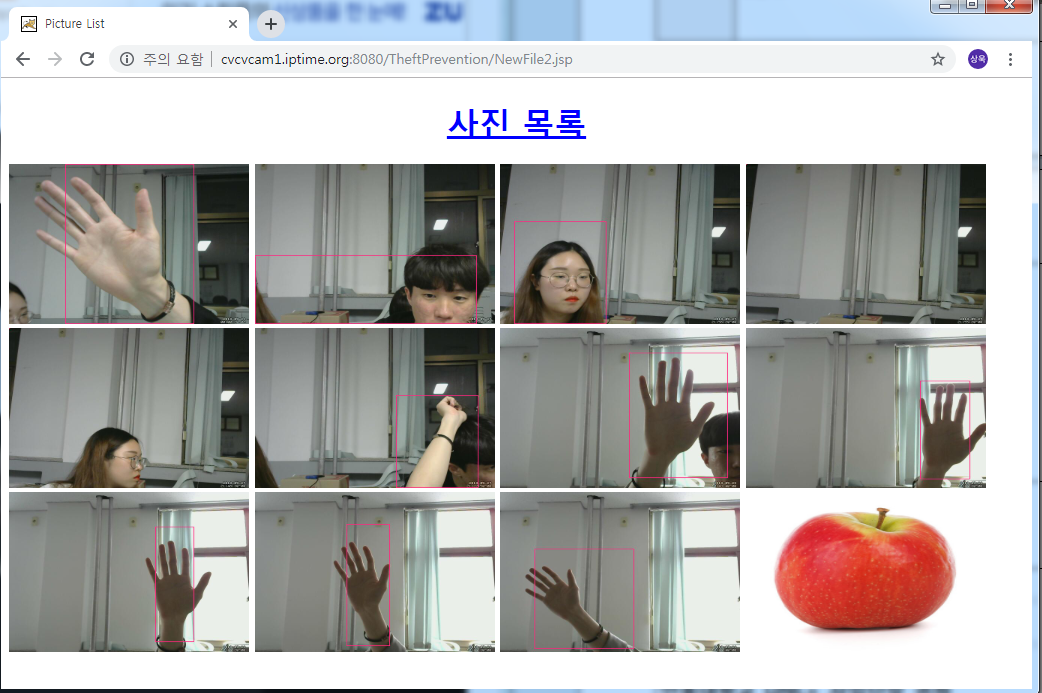 Picture List
주의 요함 | cvcvcam1.iptime.org:8080/TheftPrevention/NewFile2.jsp
상욱
사진 목록